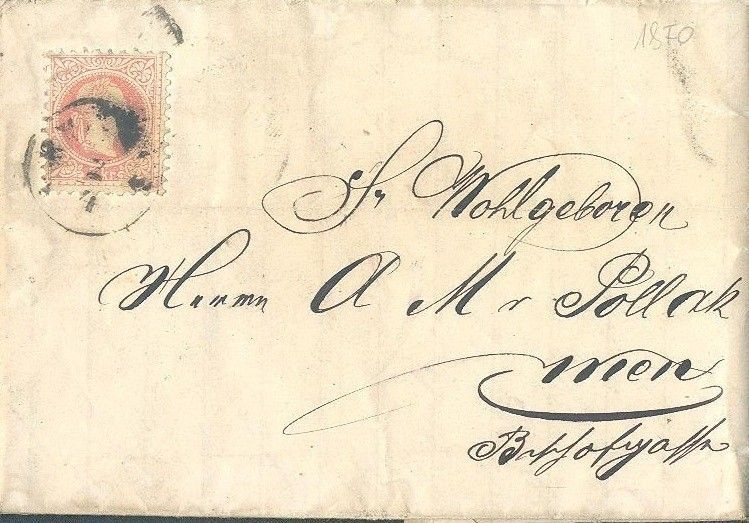 1870
Sr Wohlgeboren
Herrn A M v Pollak
Wien
Bischofgasse